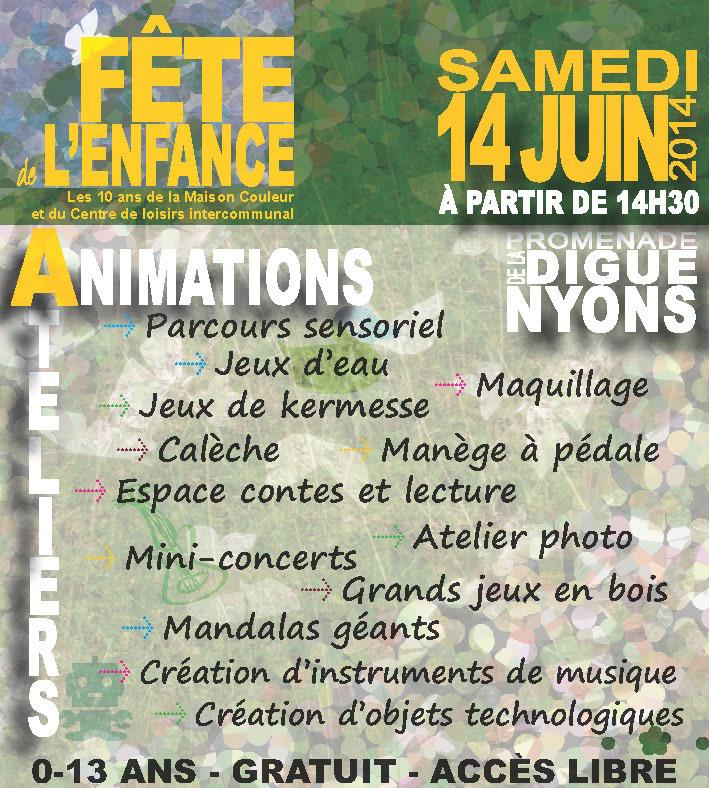 FÊTE
de L'ENFANCE
Les 10 ans de la Maison Couleur
et du Centre de loisirs intercommunal
SAMEDI
14 JUIN 2014
À PARTIR DE 14H30
PROMENADE
DE LA DIGUE
NYONS
ANIMATIONS
ATELIERS
Parcours sensoriel
Jeux d'eau
Maquillage
Jeux de kermesse
Calèche
Manège à pédale
Espace contes et lecture
Atelier photo
Mini-concerts
Grands jeux en bois
Mandalas géants
Création d'instruments de musique
Création d'objets technologiques
0-13 ANS - GRATUIT - ACCÈS LIBRE